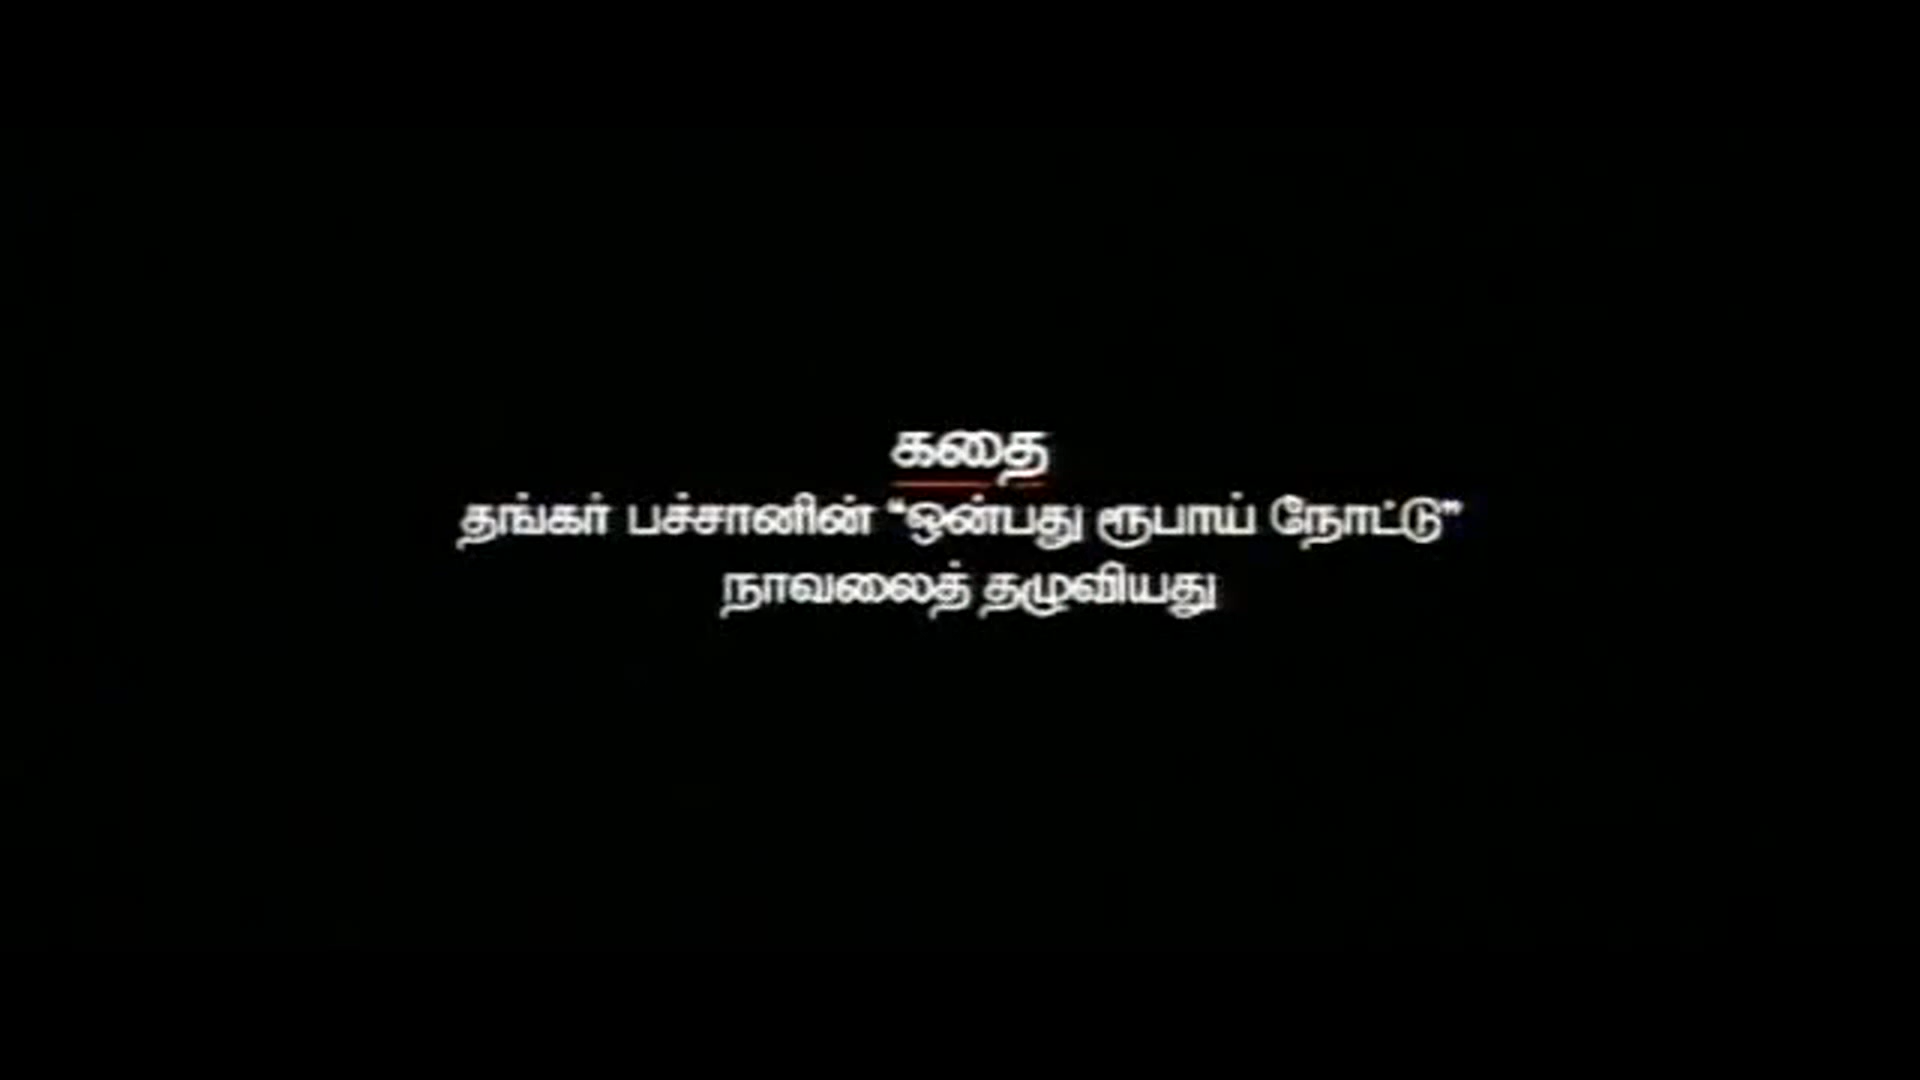 கதை
தங்கர் பச்சானின் “ஒன்பது ரூபாய் நோட்டு”
நாவலைத் தழுவியது